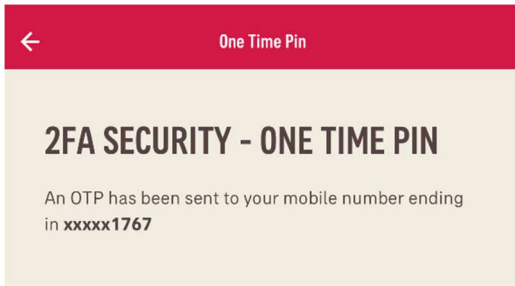 One Time Pin
2FA SECURITY - ONE TIME PIN
An OTP has been sent to your mobile number ending
in xxxxx1767